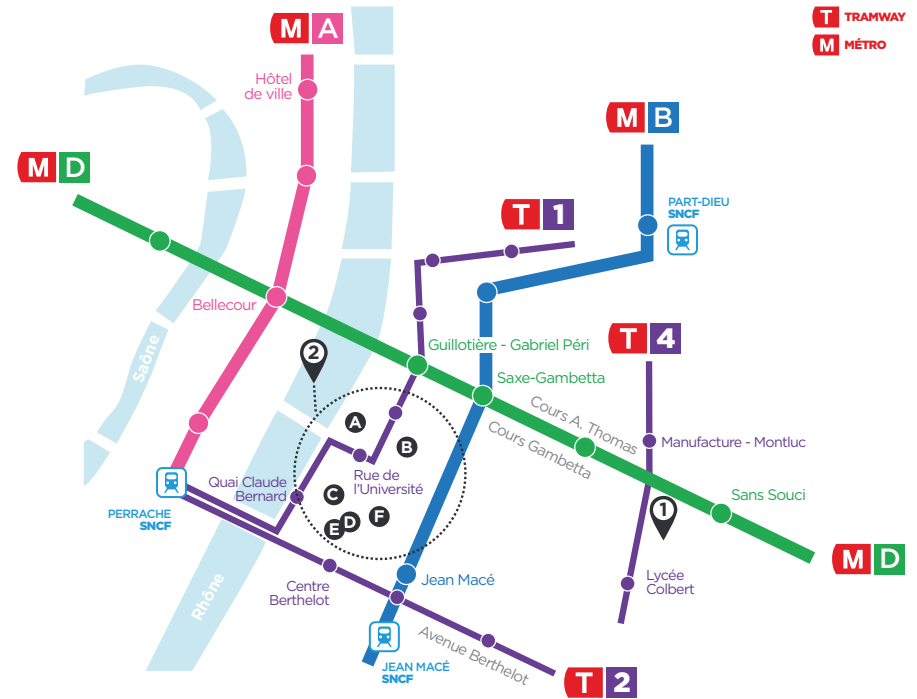 T TRAMWAY
M MÉTRO
M A
Hôtel
de ville
M B
M D
PART-DIEU
SNCF
T 1
Bellecour
Saône
Guillotière - Gabriel Péri
T 4
2
Saxe-Gambetta
Cours A. Thomas
Cours Gambetta
A
B
Manufacture - Montluc
Rue de
l'Université
Quai Claude
Bernard
C
D
E
F
Sans Souci
1
PERRACHE
SNCF
M D
Rhône
Centre
Berthelot
Jean Macé
Lycée
Colbert
Avenue Berthelot
JEAN MACÉ
SNCF
T 2